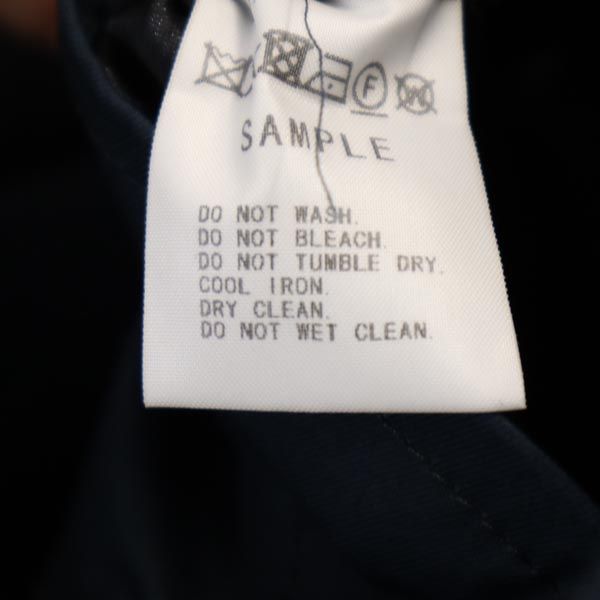 F W
SAMPLE
DO NOT WASH.
DO NOT BLEACH.
DO NOT TUMBLE DRY.
COOL IRON.
DRY CLEAN.
DO NOT WET CLEAN.